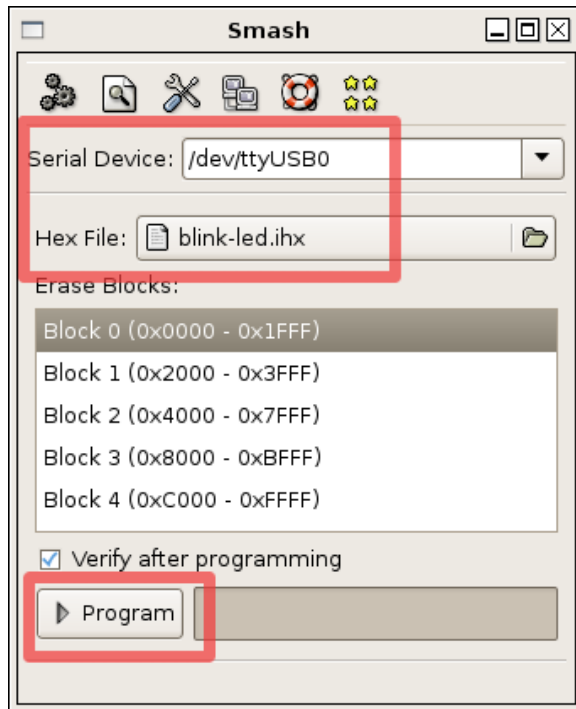 Smash
Serial Device: /dev/ttyUSB0
Hex File: blink-led.ihx
Erase Blocks:
Block 0 (0x0000 - 0x1FFF)
Block 1 (0x2000 - 0x3FFF)
Block 2 (0x4000 - 0x7FFF)
Block 3 (0x8000 - 0xBFFF)
Block 4 (0xC000 - 0xFFFF)
Verify after programming
Program